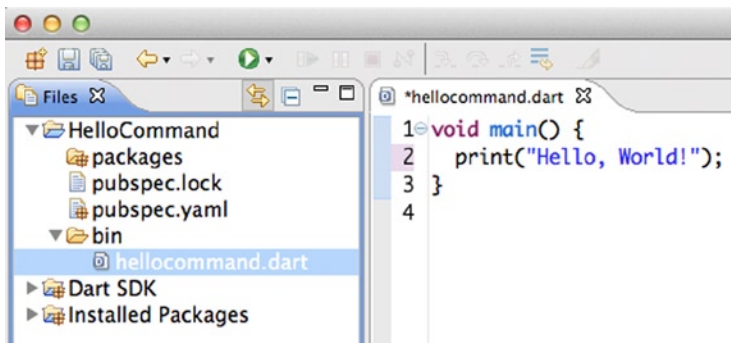 Files
HelloCommand
packages
pubspec.lock
pubspec.yaml
bin
hellocommand.dart
Dart SDK
Installed Packages
*hellocommand.dart
1 void main() {
2   print("Hello, World!");
3 }
4